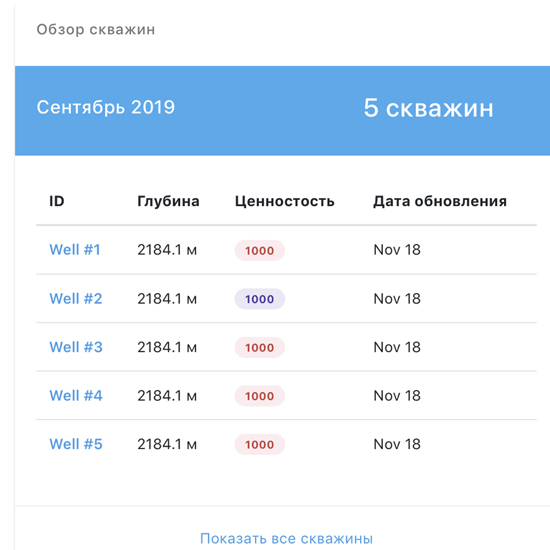 Обзор скважин
Сентябрь 2019 5 скважин
ID Глубина Ценностость Дата обновления
Well #1 2184.1 м 1000 Nov 18
Well #2 2184.1 м 1000 Nov 18
Well #3 2184.1 м 1000 Nov 18
Well #4 2184.1 м 1000 Nov 18
Well #5 2184.1 м 1000 Nov 18
Показать все скважины